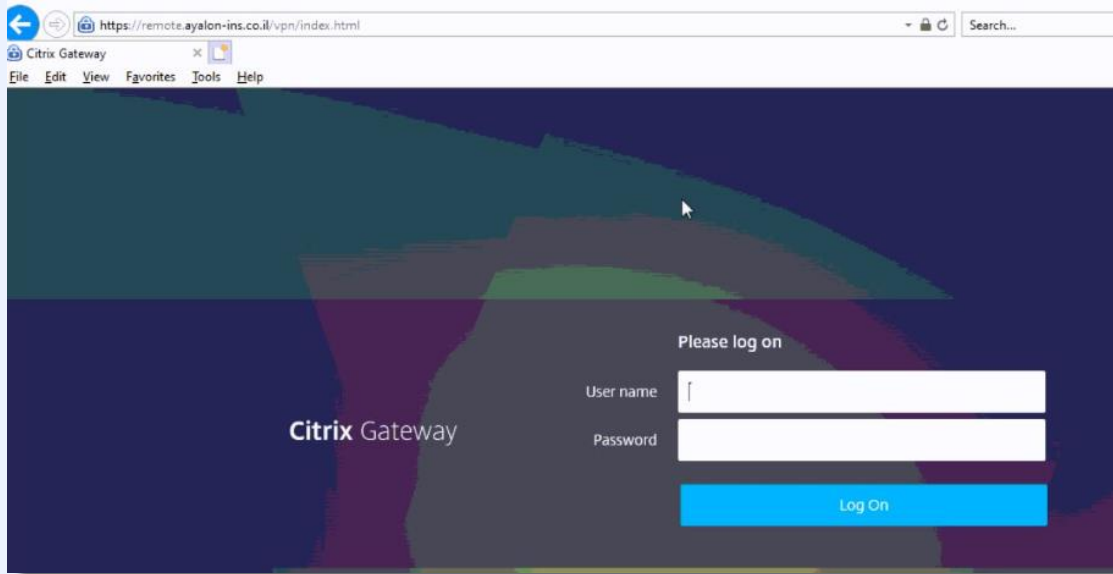 https://remote.ayalon-ins.co.il/vpn/index.html Search...
Citrix Gateway
File Edit View Favorites Tools Help
Please log on
User name
Citrix Gateway
Password
Log On